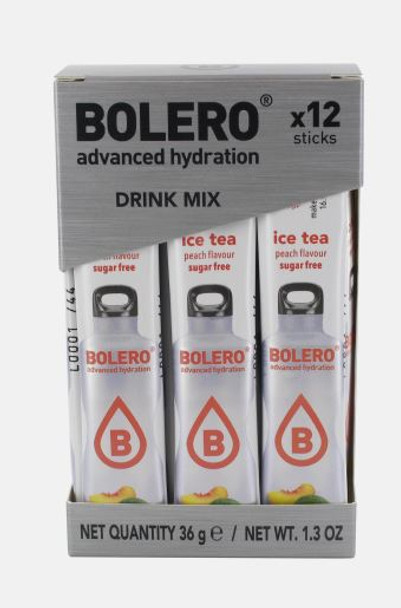 BOLERO®
x12
sticks
advanced hydration
DRINK MIX
ice tea
peach flavour
sugar free
ice tea
peach flavour
sugar free
ice tea
peach flavour
sugar free
BOLERO®
advanced hydration
B
BOLERO®
advanced hydration
B
BOLERO®
advanced hydration
B
NET QUANTITY 36 g ℮ / NET WT. 1.3 OZ